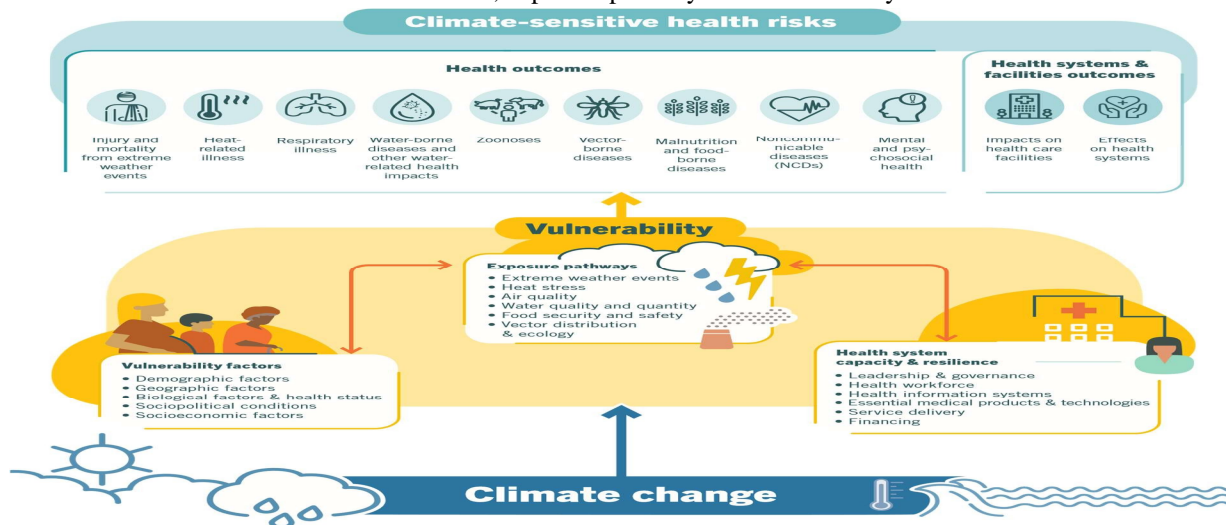 Climate-sensitive health risks
Health outcomes
Injury and
mortality
from extreme
weather
events
Heat-
related
illness
Respiratory
illness
Water-borne
diseases and
other water-
related health
impacts
Zoonoses
Vector-
borne
diseases
Malnutrition
and food-
borne
diseases
Noncommu-
nicable
diseases
(NCDs)
Mental
and psy-
chosocial
health
Health systems &
facilities outcomes
Impacts on
health care
facilities
Effects
on health
systems
Vulnerability
Exposure pathways
• Extreme weather events
• Heat stress
• Air quality
• Water quality and quantity
• Food security and safety
• Vector distribution
& ecology
Vulnerability factors
• Demographic factors
• Geographic factors
• Biological factors & health status
• Sociopolitical conditions
• Socioeconomic factors
Health system
capacity & resilience
• Leadership & governance
• Health workforce
• Health information systems
• Essential medical products & technologies
• Service delivery
• Financing
Climate change